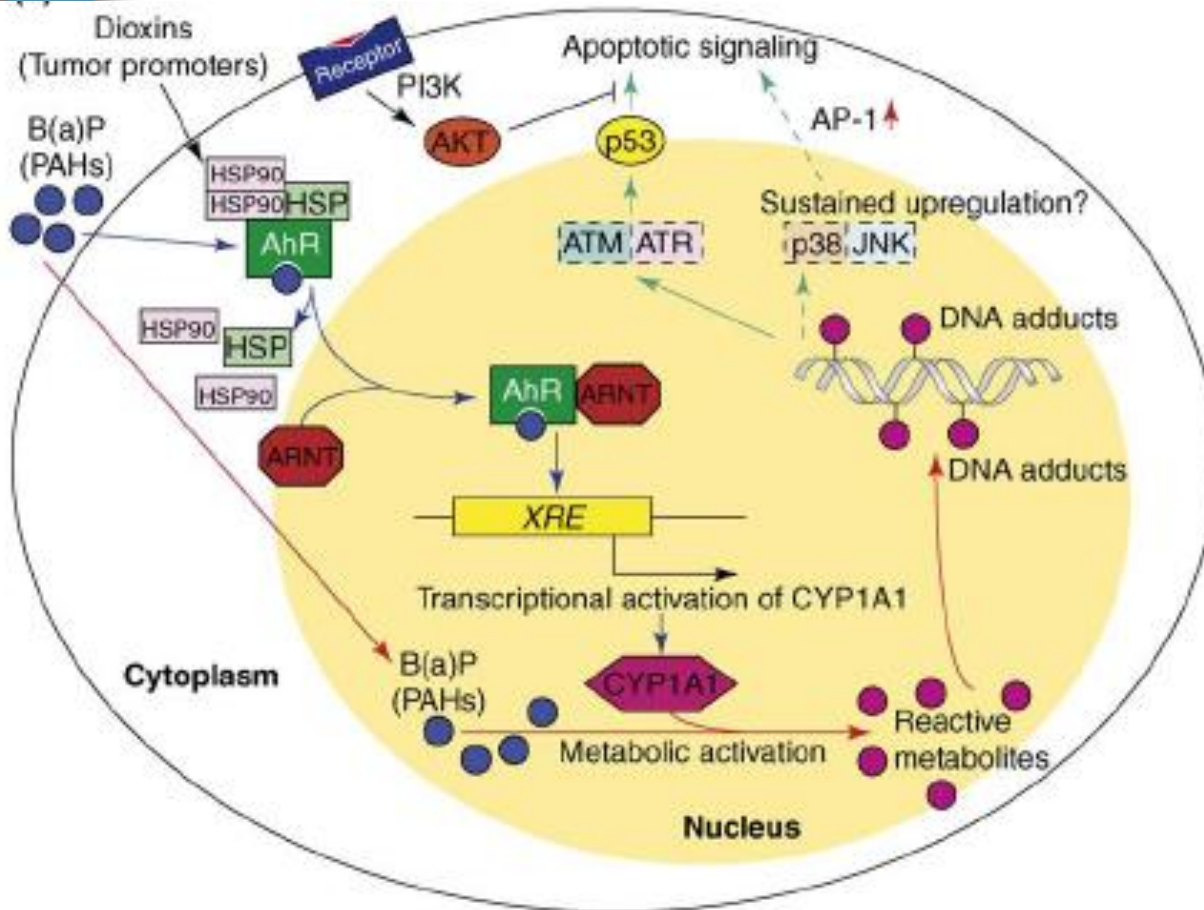 Dioxins
(Tumor promoters)
Receptor
PI3K
AKT
Apoptotic signaling
AP-1
p53
B(a)P
(PAHs)
HSP90
HSP90 HSP
AhR
ATM ATR
Sustained upregulation?
p38 JNK
HSP90
HSP
HSP90
ARNT
AhR ARNT
DNA adducts
DNA adducts
XRE
Transcriptional activation of CYP1A1
CYP1A1
Cytoplasm
B(a)P
(PAHs)
Metabolic activation
Reactive
metabolites
Nucleus